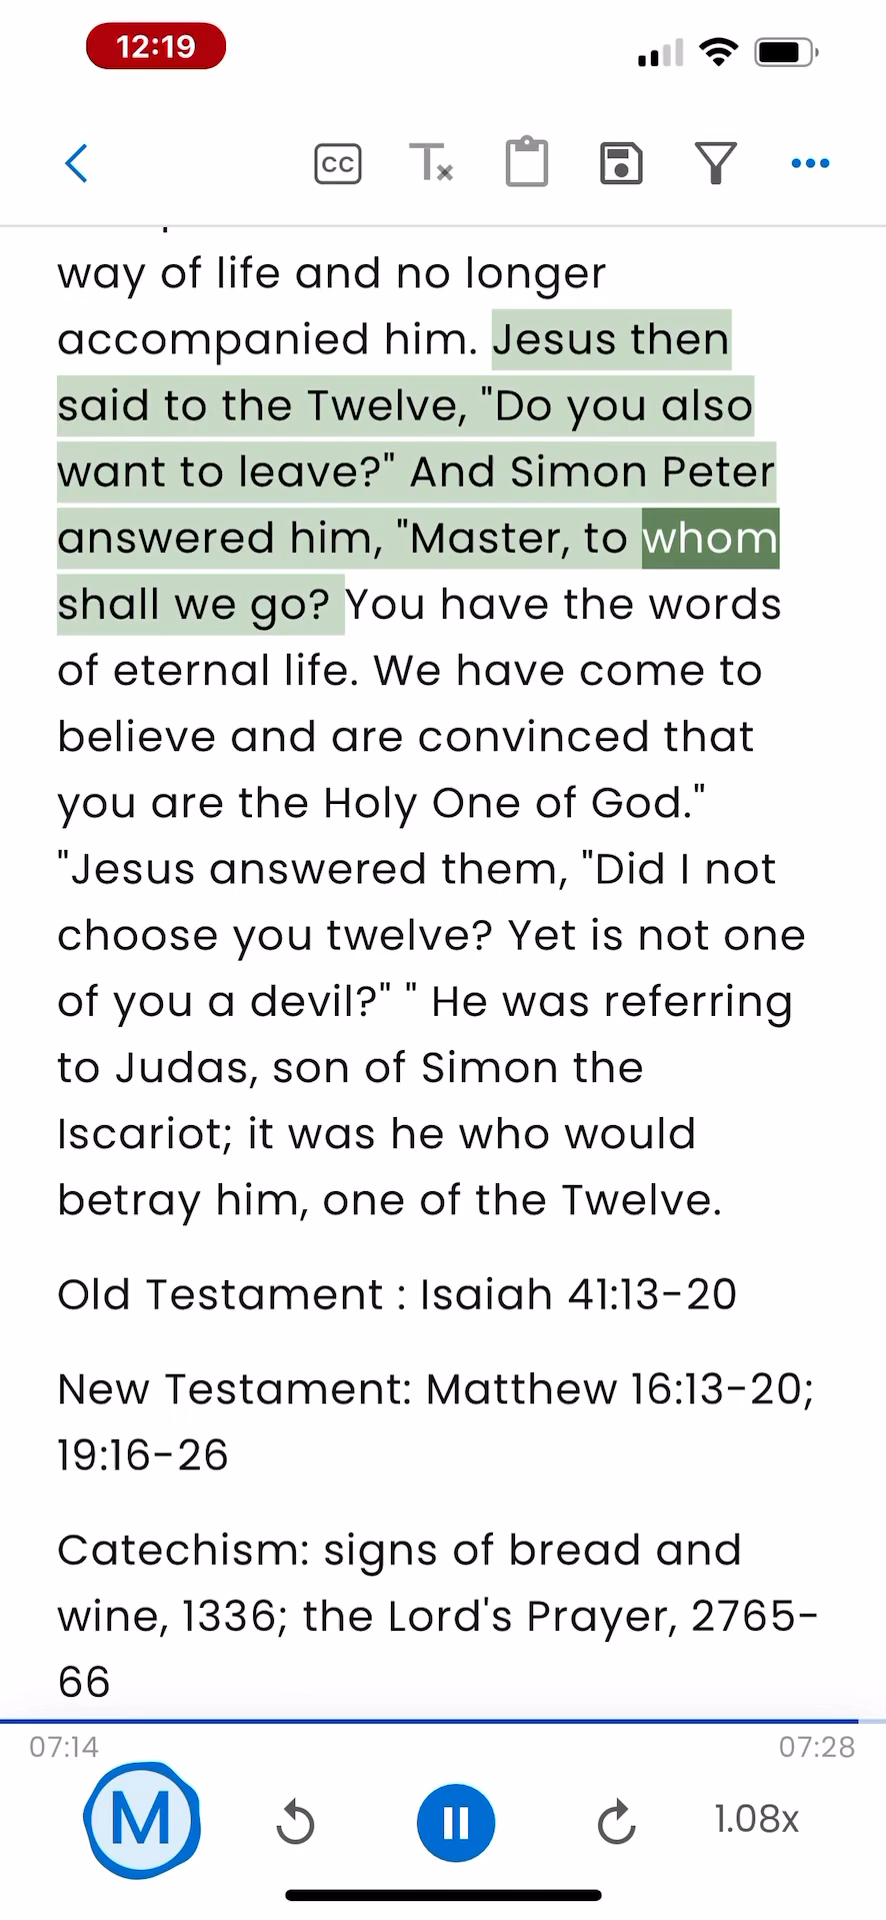 12:19
CC
Tx
way of life and no longer
accompanied him. Jesus then
said to the Twelve, "Do you also
want to leave?" And Simon Peter
answered him, "Master, to whom
shall we go? You have the words
of eternal life. We have come to
believe and are convinced that
you are the Holy One of God."
"Jesus answered them, "Did I not
choose you twelve? Yet is not one
of you a devil?" " He was referring
to Judas, son of Simon the
Iscariot; it was he who would
betray him, one of the Twelve.
Old Testament : Isaiah 41:13-20
New Testament: Matthew 16:13-20;
19:16-26
Catechism: signs of bread and
wine, 1336; the Lord's Prayer, 2765-
66
07:14
07:28
M
1.08x